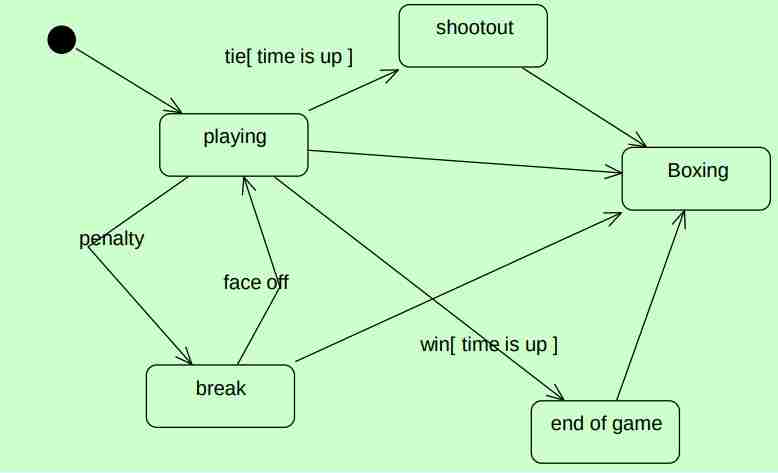 shootout
tie[ time is up ]
playing
Boxing
penalty
face off
win[ time is up ]
break
end of game